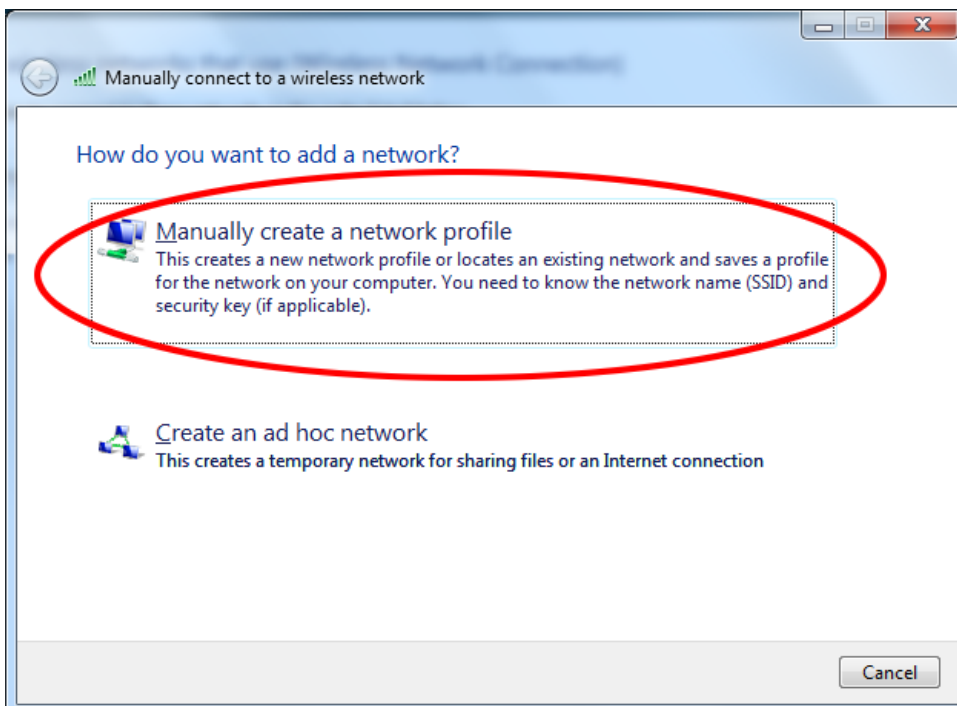 Manually connect to a wireless network
How do you want to add a network?
Manually create a network profile
This creates a new network profile or locates an existing network and saves a profile
for the network on your computer. You need to know the network name (SSID) and
security key (if applicable).
Create an ad hoc network
This creates a temporary network for sharing files or an Internet connection
Cancel